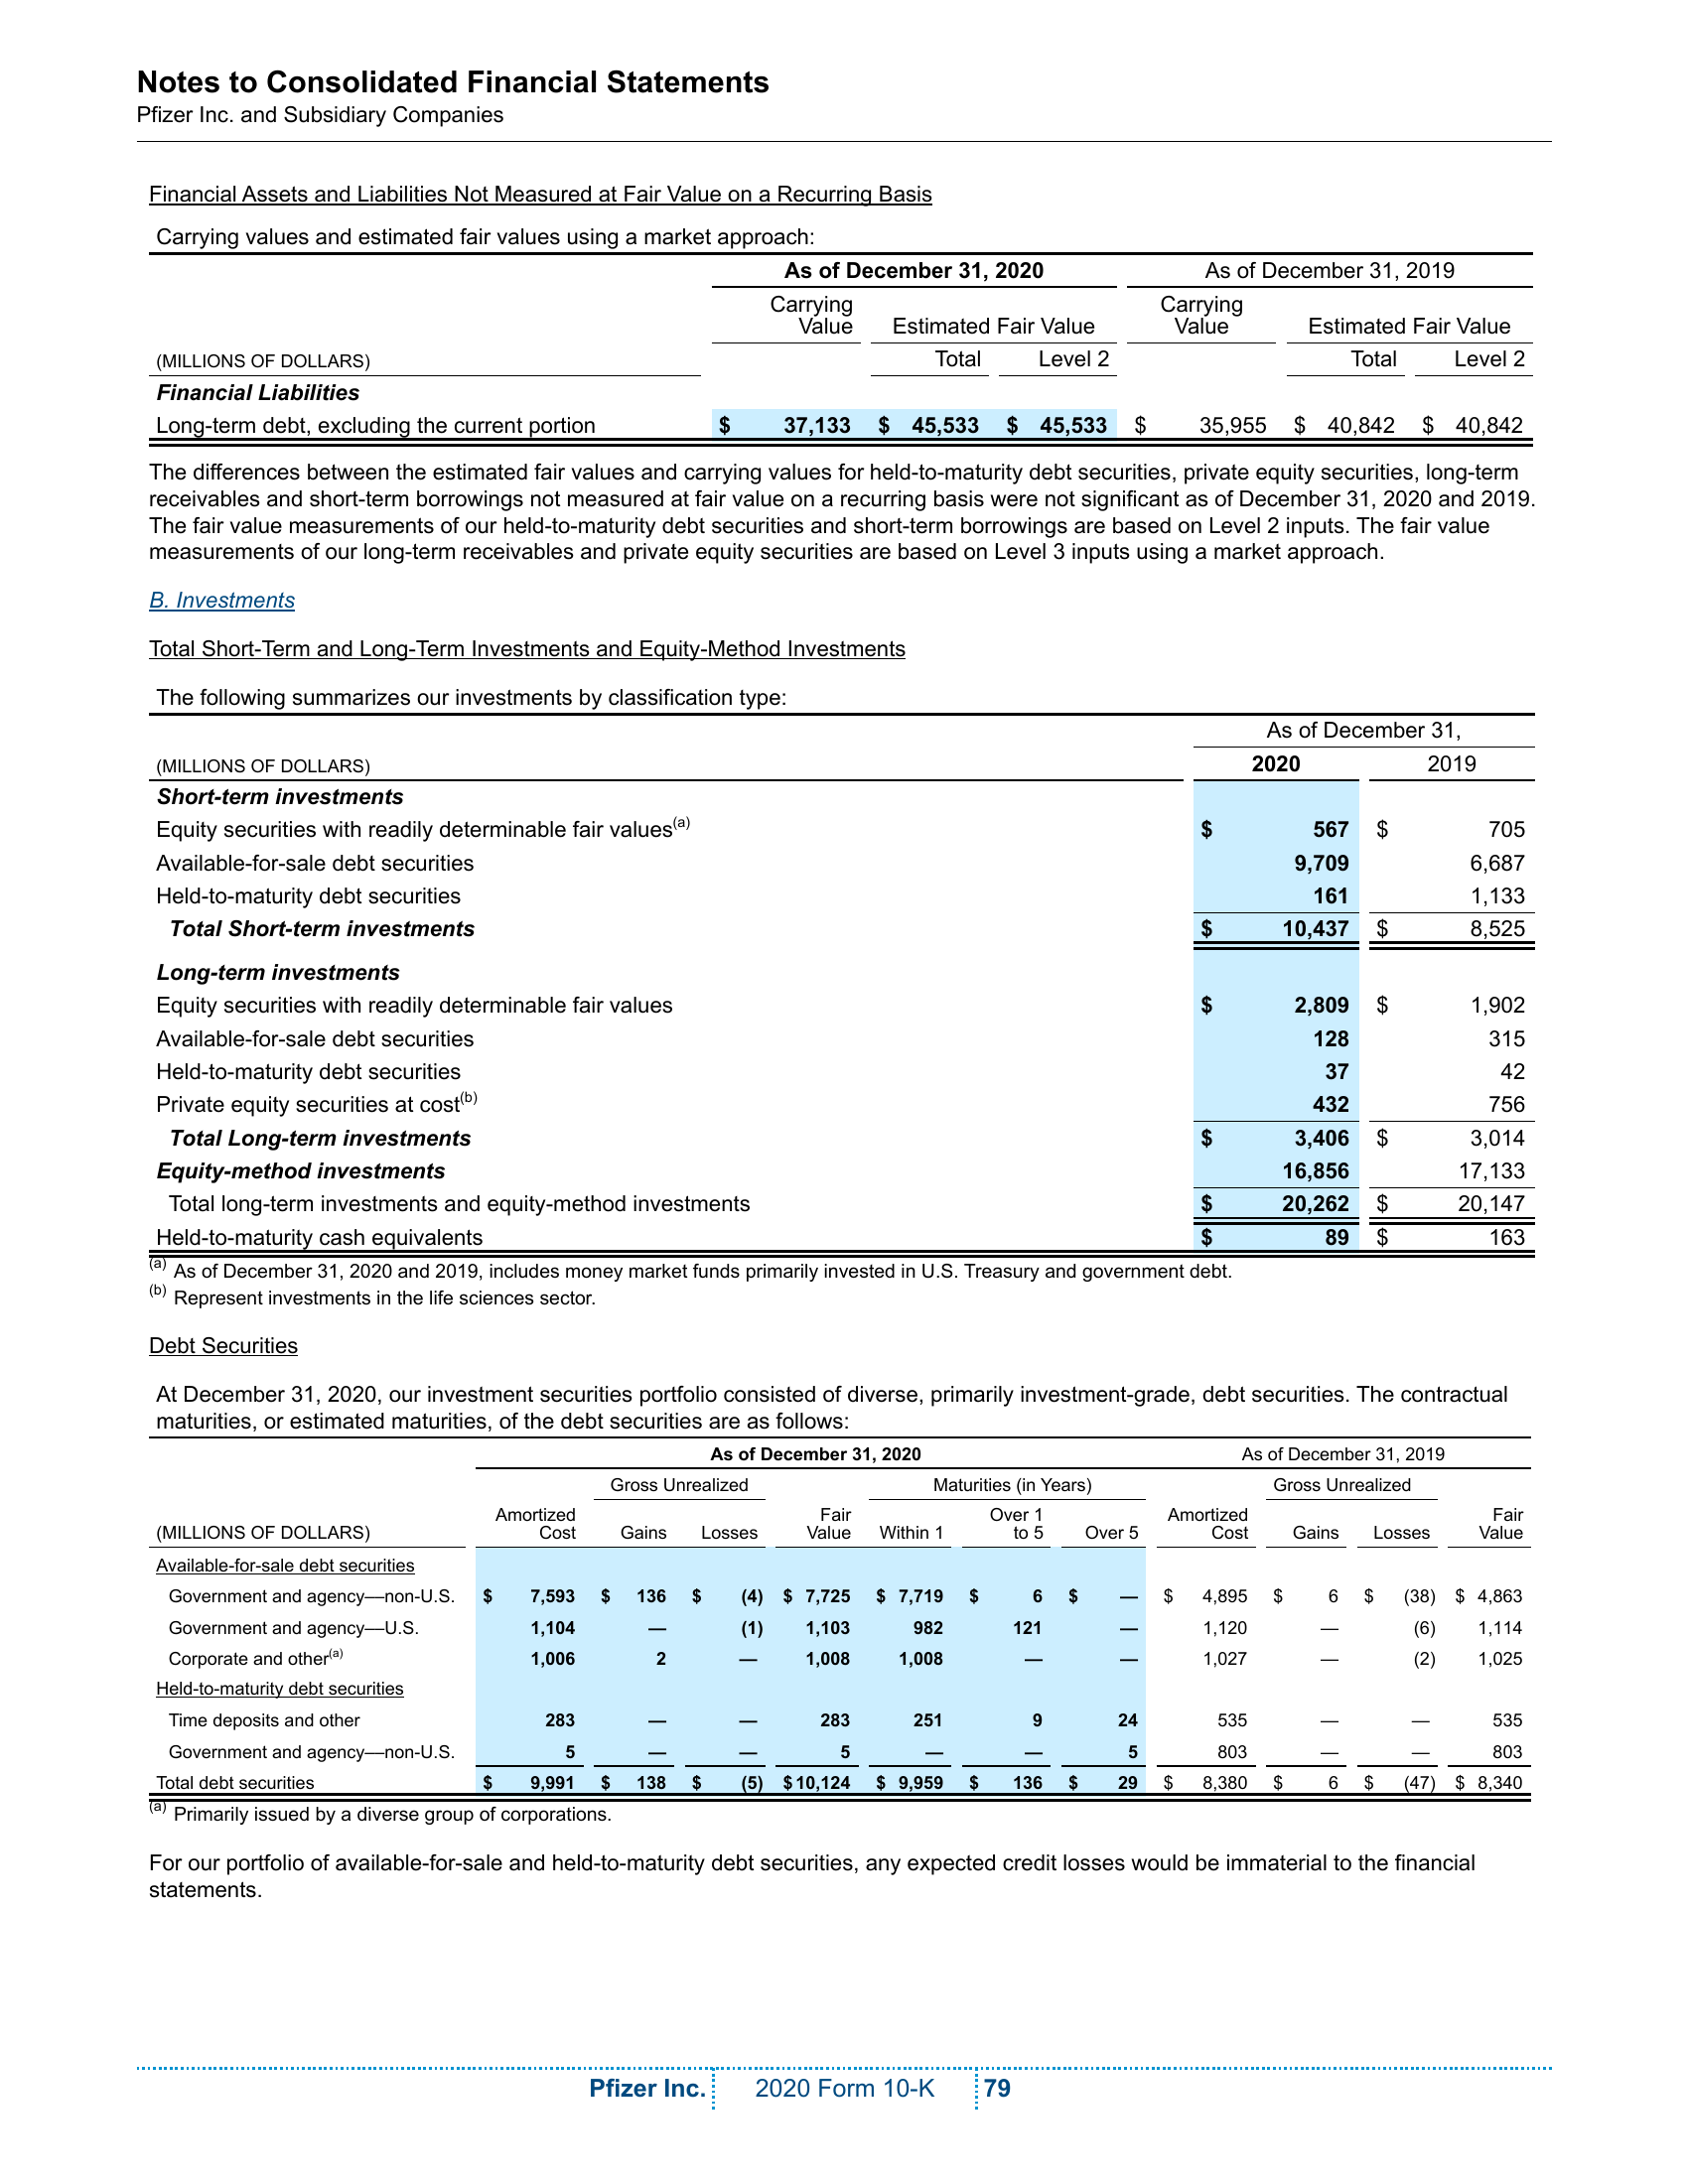 Notes to Consolidated Financial Statements
Pfizer Inc. and Subsidiary Companies
Financial Assets and Liabilities Not Measured at Fair Value on a Recurring Basis
Carrying values and estimated fair values using a market approach:
As of December 31, 2020 As of December 31, 2019
Carrying Value Estimated Fair Value Carrying Value Estimated Fair Value
(MILLIONS OF DOLLARS) Total Level 2 Total Level 2
Financial Liabilities
Long-term debt, excluding the current portion $ 37,133 $ 45,533 $ 45,533 $ 35,955 $ 40,842 $ 40,842
The differences between the estimated fair values and carrying values for held-to-maturity debt securities, private equity securities, long-term
receivables and short-term borrowings not measured at fair value on a recurring basis were not significant as of December 31, 2020 and 2019.
The fair value measurements of our held-to-maturity debt securities and short-term borrowings are based on Level 2 inputs. The fair value
measurements of our long-term receivables and private equity securities are based on Level 3 inputs using a market approach.
B. Investments
Total Short-Term and Long-Term Investments and Equity-Method Investments
The following summarizes our investments by classification type:
As of December 31,
(MILLIONS OF DOLLARS) 2020 2019
Short-term investments
Equity securities with readily determinable fair values(a) $ 567 $ 705
Available-for-sale debt securities 9,709 6,687
Held-to-maturity debt securities 161 1,133
Total Short-term investments $ 10,437 $ 8,525
Long-term investments
Equity securities with readily determinable fair values $ 2,809 $ 1,902
Available-for-sale debt securities 128 315
Held-to-maturity debt securities 37 42
Private equity securities at cost(b) 432 756
Total Long-term investments $ 3,406 $ 3,014
Equity-method investments 16,856 17,133
Total long-term investments and equity-method investments $ 20,262 $ 20,147
Held-to-maturity cash equivalents $ 89 $ 163
(a) As of December 31, 2020 and 2019, includes money market funds primarily invested in U.S. Treasury and government debt.
(b) Represent investments in the life sciences sector.
Debt Securities
At December 31, 2020, our investment securities portfolio consisted of diverse, primarily investment-grade, debt securities. The contractual
maturities, or estimated maturities, of the debt securities are as follows:
As of December 31, 2020 As of December 31, 2019
Gross Unrealized Maturities (in Years) Gross Unrealized
(MILLIONS OF DOLLARS) Amortized Cost Gains Losses Fair Value Within 1 Over 1 to 5 Over 5 Amortized Cost Gains Losses Fair Value
Available-for-sale debt securities
Government and agency––non-U.S. $ 7,593 $ 136 $ (4) $ 7,725 $ 7,719 $ 6 $ — $ 4,895 $ 6 $ (38) $ 4,863
Government and agency––U.S. 1,104 — (1) 1,103 982 121 — 1,120 — (6) 1,114
Corporate and other(a) 1,006 2 — 1,008 1,008 — — 1,027 — (2) 1,025
Held-to-maturity debt securities
Time deposits and other 283 — — 283 251 9 24 535 — — 535
Government and agency––non-U.S. 5 — — 5 — — 5 803 — — 803
Total debt securities $ 9,991 $ 138 $ (5) $ 10,124 $ 9,959 $ 136 $ 29 $ 8,380 $ 6 $ (47) $ 8,340
(a) Primarily issued by a diverse group of corporations.
For our portfolio of available-for-sale and held-to-maturity debt securities, any expected credit losses would be immaterial to the financial
statements.
Pfizer Inc. 2020 Form 10-K 79